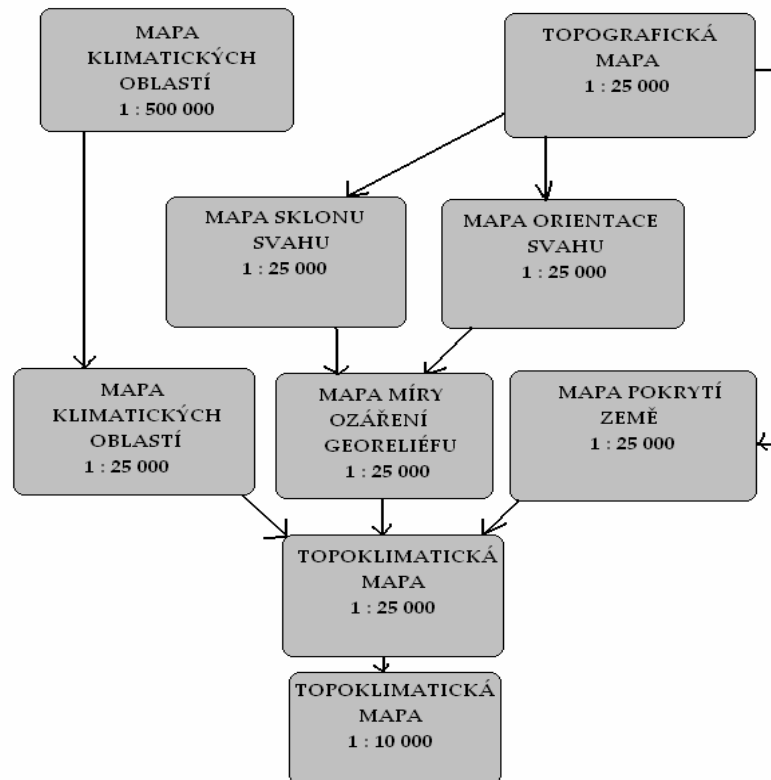 MAPA
KLIMATICKÝCH
OBLASTÍ
1 : 500 000
TOPOGRAFICKÁ
MAPA
1 : 25 000
MAPA SKLONU
SVAHU
1 : 25 000
MAPA ORIENTACE
SVAHU
1 : 25 000
MAPA
KLIMATICKÝCH
OBLASTÍ
1 : 25 000
MAPA MÍRY
OZÁŘENÍ
GEORELIÉFU
1 : 25 000
MAPA POKRYTÍ
ZEMĚ
1 : 25 000
TOPOKLIMATICKÁ
MAPA
1 : 25 000
TOPOKLIMATICKÁ
MAPA
1 : 10 000